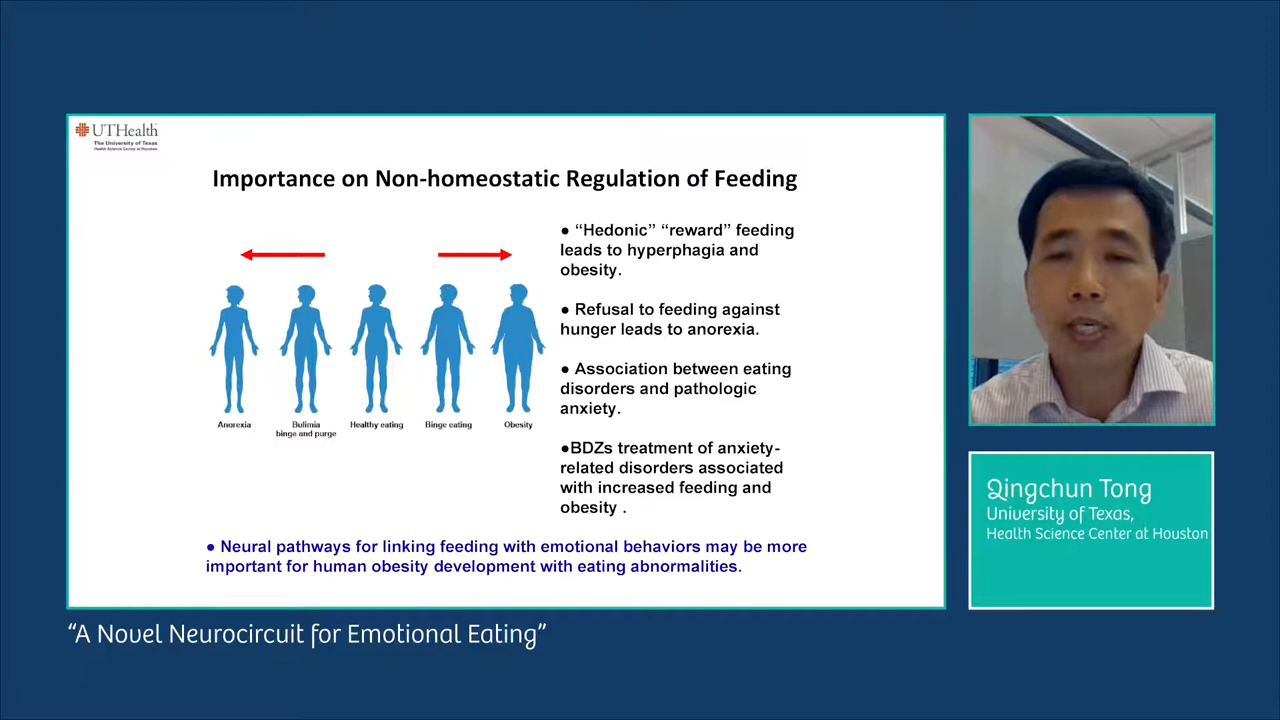 UTHealth
The University of Texas
Health Science Center at Houston
Importance on Non-homeostatic Regulation of Feeding
● “Hedonic” “reward” feeding
leads to hyperphagia and
obesity.
● Refusal to feeding against
hunger leads to anorexia.
● Association between eating
disorders and pathologic
anxiety.
●BDZs treatment of anxiety-
related disorders associated
with increased feeding and
obesity .
Anorexia
Bulimia
binge and purge
Healthy eating
Binge eating
Obesity
● Neural pathways for linking feeding with emotional behaviors may be more
important for human obesity development with eating abnormalities.
Qingchun Tong
University of Texas,
Health Science Center at Houston
“A Novel Neurocircuit for Emotional Eating”